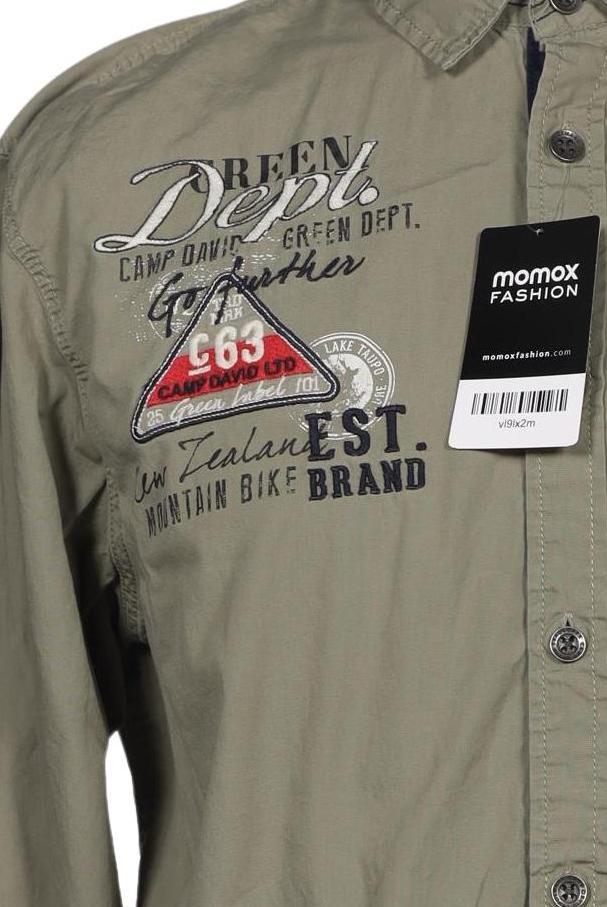 GREEN
Dept.
CAMP DAVID GREEN DEPT.
Go further
C63
CAMP DAVID LTD
25 Green Label 101
LAKE TAUPO
New Zealand EST.
MOUNTAIN BIKE BRAND
momox
FASHION
momoxfashion.com
vl9lx2m